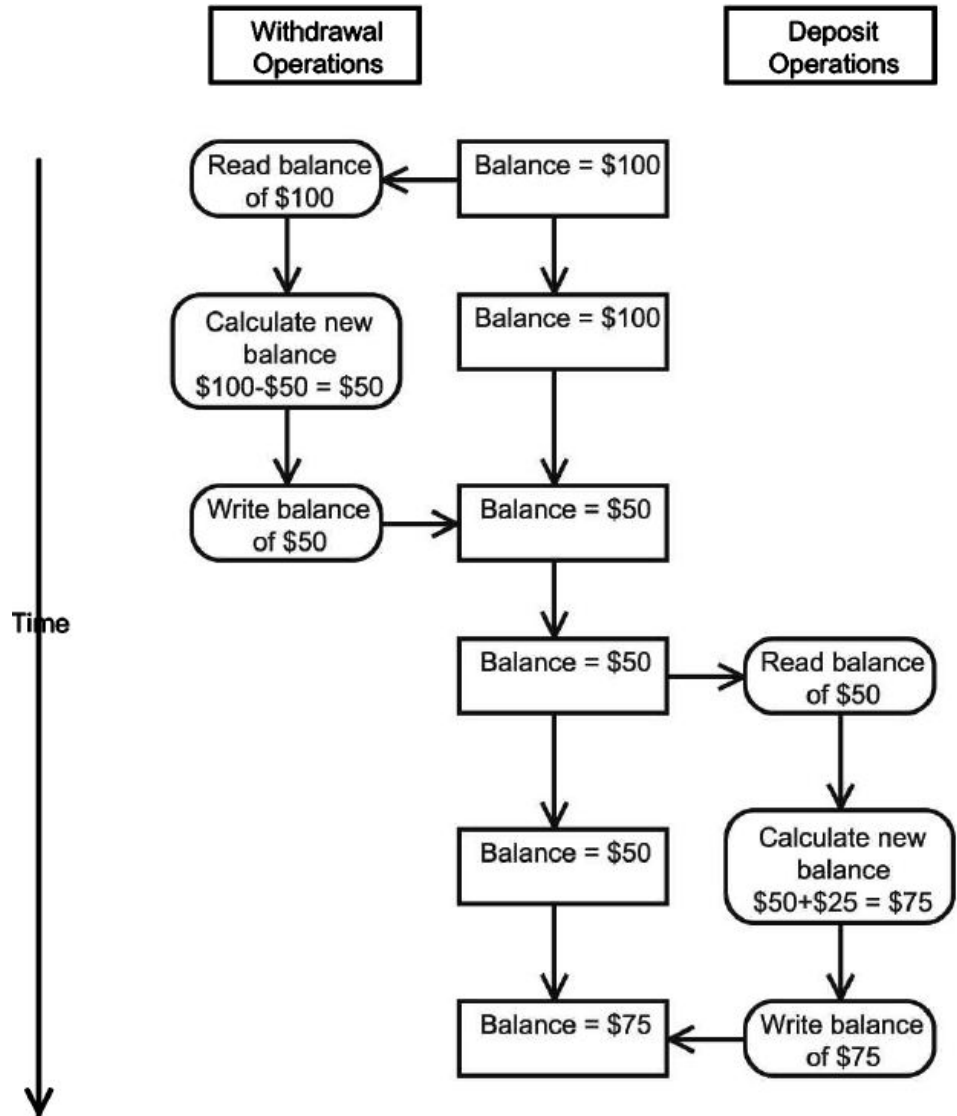 Withdrawal
Operations
Deposit
Operations
Read balance
of $100
Balance = $100
Calculate new
balance
$100-$50 = $50
Balance = $100
Write balance
of $50
Balance = $50
Time
Balance = $50
Read balance
of $50
Balance = $50
Calculate new
balance
$50+$25 = $75
Balance = $75
Write balance
of $75